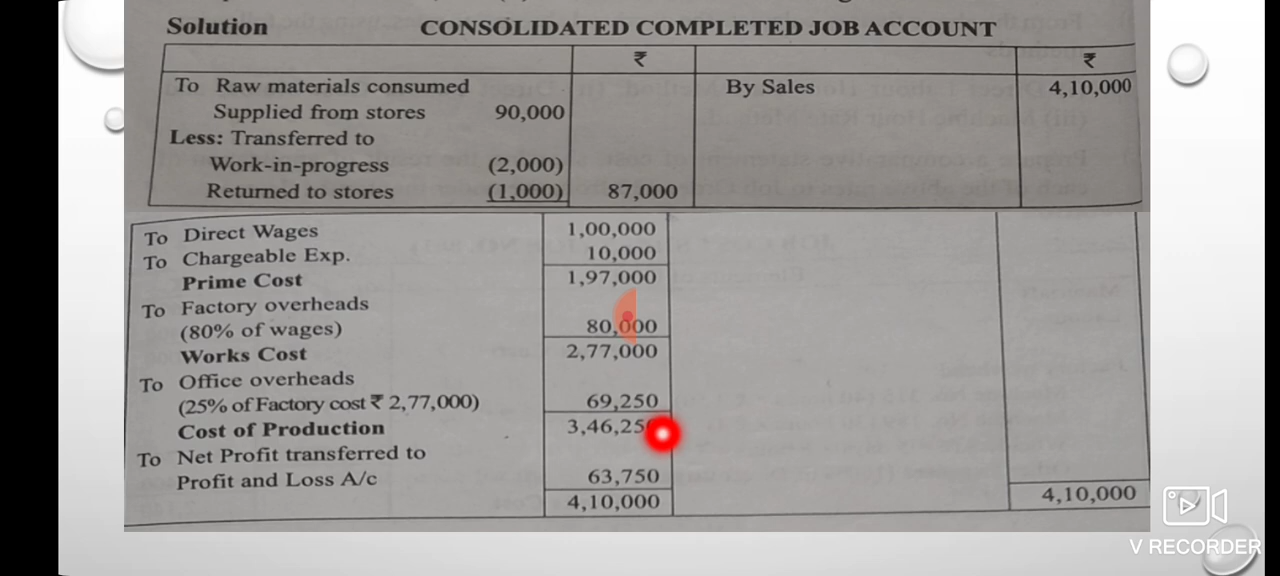 Solution CONSOLIDATED COMPLETED JOB ACCOUNT
₹ ₹
To Raw materials consumed By Sales 4,10,000
Supplied from stores 90,000
Less: Transferred to
Work-in-progress (2,000)
Returned to stores (1,000) 87,000
To Direct Wages 1,00,000
To Chargeable Exp. 10,000
Prime Cost 1,97,000
To Factory overheads
(80% of wages) 80,000
Works Cost 2,77,000
To Office overheads
(25% of Factory cost ₹ 2,77,000) 69,250
Cost of Production
To Net Profit transferred to
Profit and Loss A/c 63,750
4,10,000 4,10,000
V RECORDER